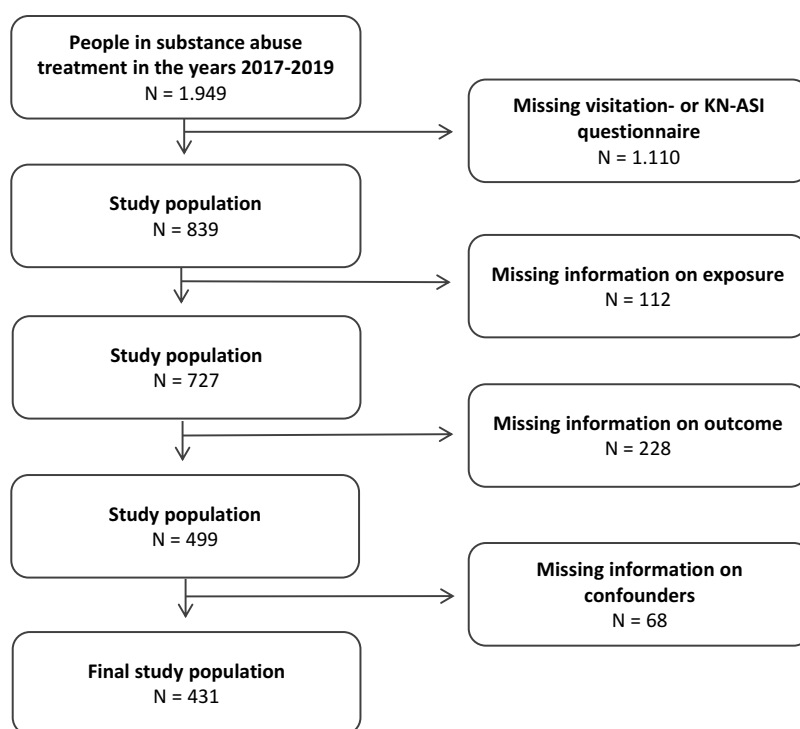 People in substance abuse
treatment in the years 2017-2019
N = 1.949
Missing visitation- or KN-ASI
questionnaire
N = 1.110
Study population
N = 839
Missing information on exposure
N = 112
Study population
N = 727
Missing information on outcome
N = 228
Study population
N = 499
Missing information on
confounders
N = 68
Final study population
N = 431